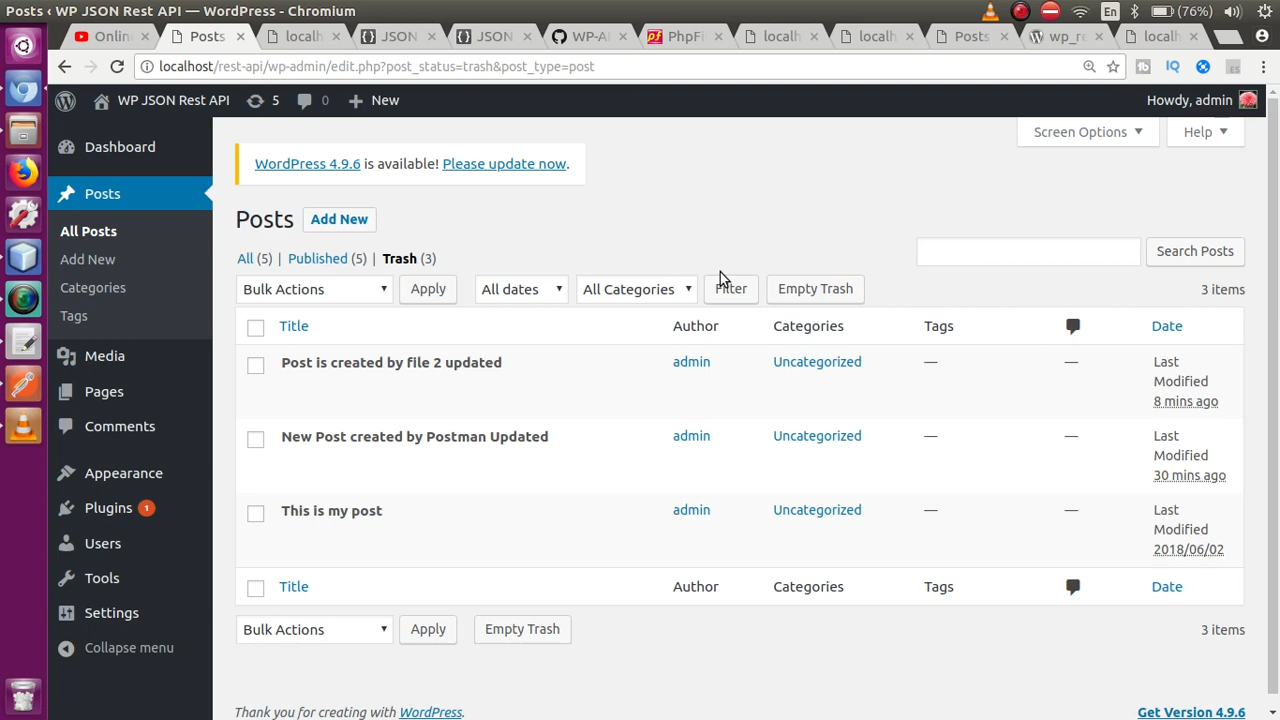 Posts ‹ WP JSON Rest API — WordPress - Chromium
En
(76%)
Online
Posts
localh
JSON
JSON
WP-A
PhpFi
localh
localh
Posts
wp_re
localh
localhost/rest-api/wp-admin/edit.php?post_status=trash&post_type=post
WP JSON Rest API
5
0
New
Howdy, admin
Dashboard
Posts
All Posts
Add New
Categories
Tags
Media
Pages
Comments
Appearance
Plugins 1
Users
Tools
Settings
Collapse menu
Screen Options
Help
WordPress 4.9.6 is available! Please update now.
Posts Add New
All (5) | Published (5) | Trash (3)
Search Posts
Bulk Actions Apply All dates All Categories Filter Empty Trash 3 items
Title Author Categories Tags Date
Post is created by file 2 updated admin Uncategorized — — Last
Modified
8 mins ago
New Post created by Postman Updated admin Uncategorized — — Last
Modified
30 mins ago
This is my post admin Uncategorized — — Last
Modified
2018/06/02
Title Author Categories Tags Date
Bulk Actions Apply Empty Trash 3 items
Thank you for creating with WordPress.
Get Version 4.9.6